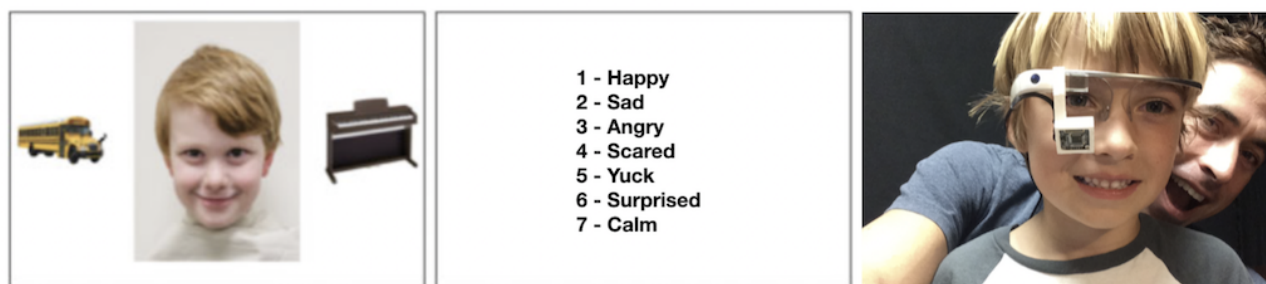 1 - Happy
2 - Sad
3 - Angry
4 - Scared
5 - Yuck
6 - Surprised
7 - Calm